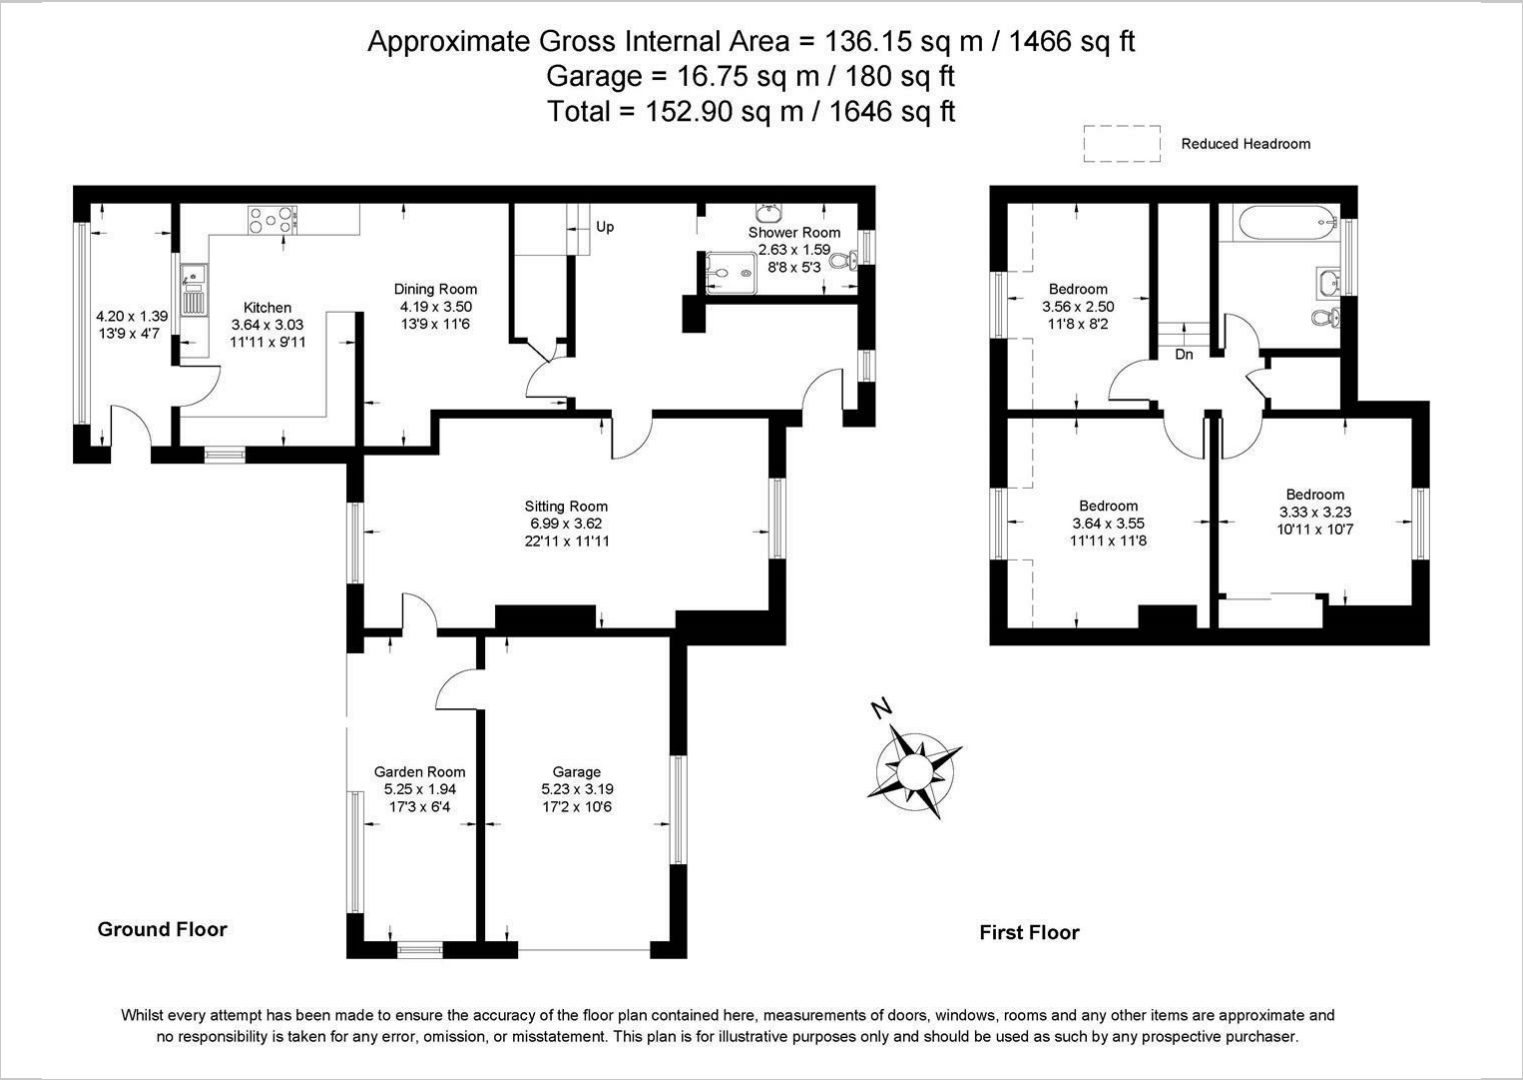 Approximate Gross Internal Area = 136.15 sq m / 1466 sq ft
Garage = 16.75 sq m / 180 sq ft
Total = 152.90 sq m / 1646 sq ft
Reduced Headroom
Up
Shower Room
2.63 x 1.59
8'8 x 5'3
4.20 x 1.39
13'9 x 4'7
Kitchen
3.64 x 3.03
11'11 x 9'11
Dining Room
4.19 x 3.50
13'9 x 11'6
Sitting Room
6.99 x 3.62
22'11 x 11'11
Garden Room
5.25 x 1.94
17'3 x 6'4
Garage
5.23 x 3.19
17'2 x 10'6
Ground Floor
Bedroom
3.56 x 2.50
11'8 x 8'2
Dn
Bedroom
3.64 x 3.55
11'11 x 11'8
Bedroom
3.33 x 3.23
10'11 x 10'7
N
First Floor
Whilst every attempt has been made to ensure the accuracy of the floor plan contained here, measurements of doors, windows, rooms and any other items are approximate and
no responsibility is taken for any error, omission, or misstatement. This plan is for illustrative purposes only and should be used as such by any prospective purchaser.